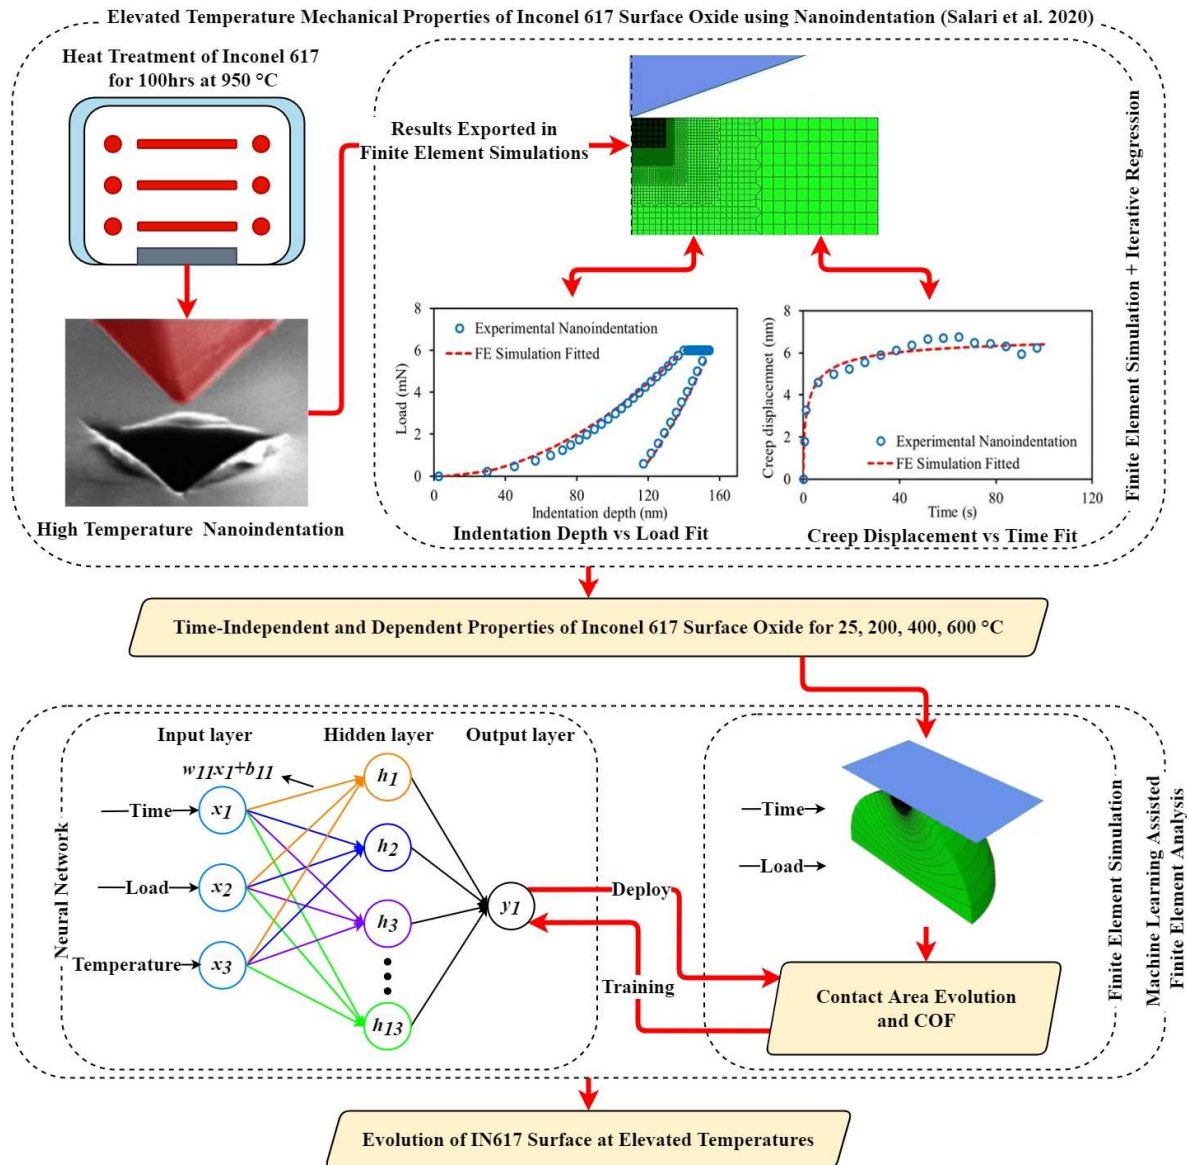 Elevated Temperature Mechanical Properties of Inconel 617 Surface Oxide using Nanoindentation (Salari et al. 2020)
Heat Treatment of Inconel 617
for 100hrs at 950 °C
High Temperature Nanoindentation
Results Exported in
Finite Element Simulations
Finite Element Simulation + Iterative Regression
8
6
4
2
0
0
40
80
120
160
Load (mN)
Indentation depth (nm)
Experimental Nanoindentation
FE Simulation Fitted
Indentation Depth vs Load Fit
8
6
4
2
0
0
40
80
120
Creep displacemnet (nm)
Time (s)
Experimental Nanoindentation
FE Simulation Fitted
Creep Displacement vs Time Fit
Time-Independent and Dependent Properties of Inconel 617 Surface Oxide for 25, 200, 400, 600 °C
Neural Network
Input layer
Hidden layer
Output layer
w11x1+b11
Time
Load
Temperature
x1
x2
x3
h1
h2
h3
h13
y1
Deploy
Training
Time
Load
Contact Area Evolution
and COF
Finite Element Simulation
Machine Learning Assisted
Finite Element Analysis
Evolution of IN617 Surface at Elevated Temperatures